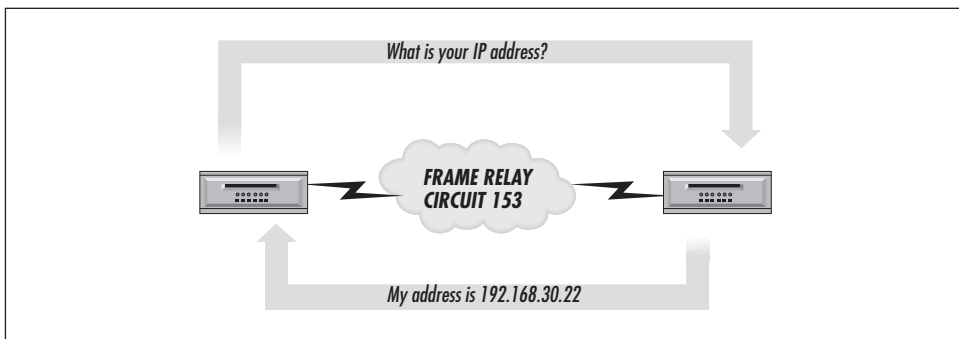 What is your IP address?
FRAME RELAY
CIRCUIT 153
My address is 192.168.30.22